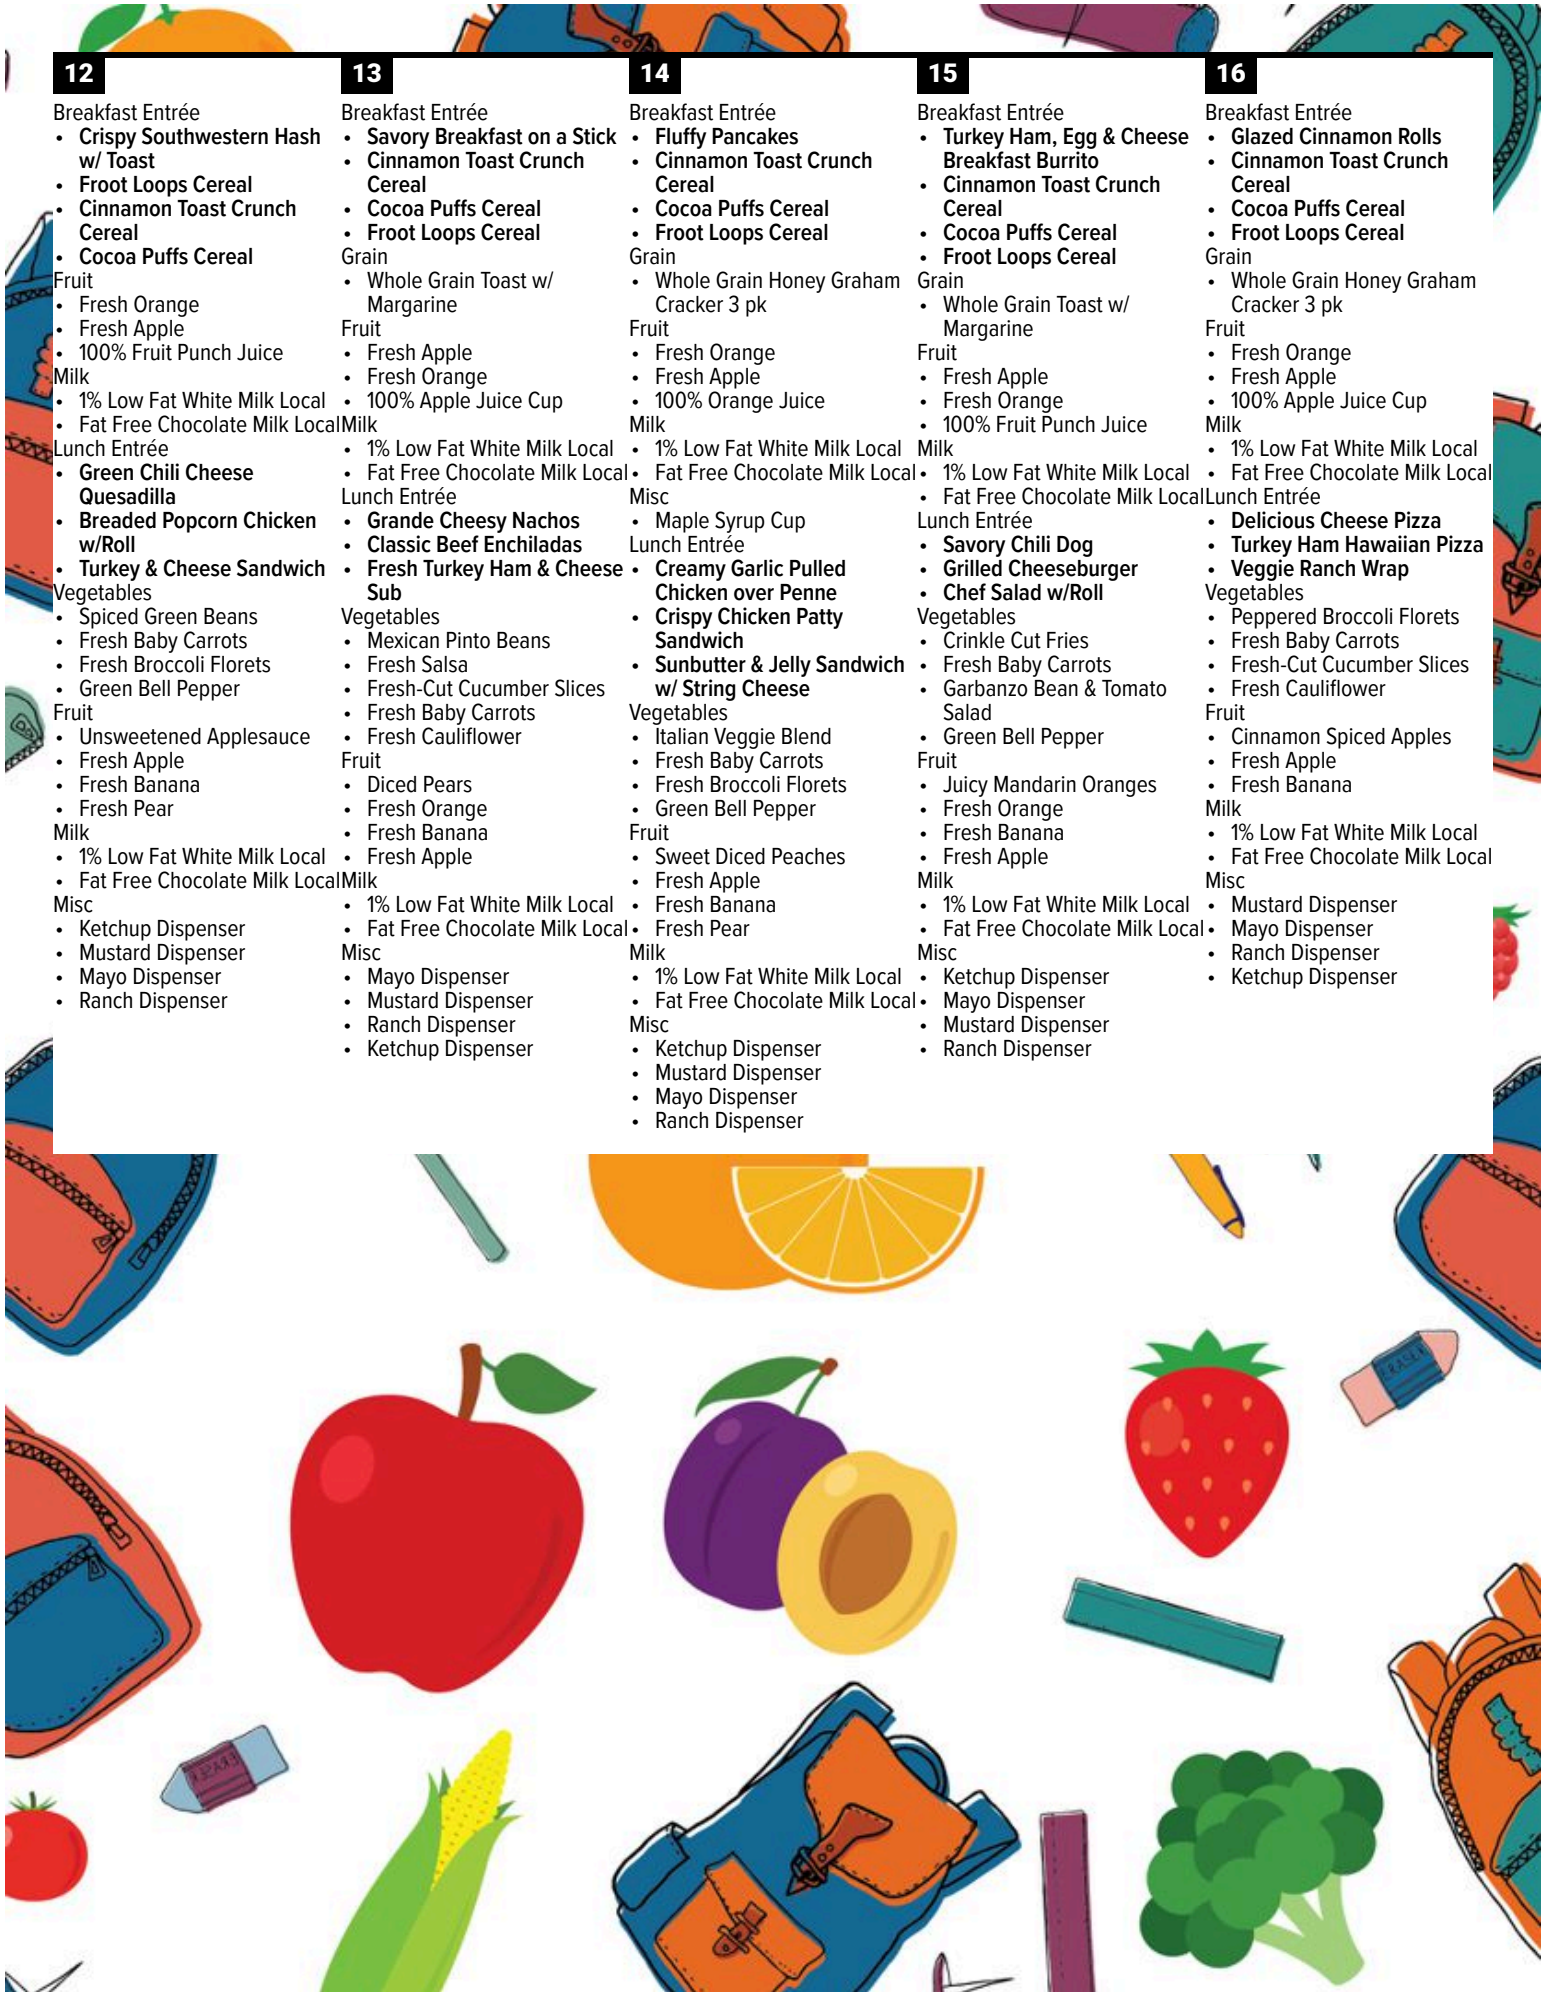 12
Breakfast Entrée
• Crispy Southwestern Hash
w/ Toast
• Froot Loops Cereal
• Cinnamon Toast Crunch
Cereal
• Cocoa Puffs Cereal
Fruit
• Fresh Orange
• Fresh Apple
• 100% Fruit Punch Juice
Milk
• 1% Low Fat White Milk Local
• Fat Free Chocolate Milk Local
Lunch Entrée
• Green Chili Cheese
Quesadilla
• Breaded Popcorn Chicken
w/Roll
• Turkey & Cheese Sandwich
Vegetables
• Spiced Green Beans
• Fresh Baby Carrots
• Fresh Broccoli Florets
• Green Bell Pepper
Fruit
• Unsweetened Applesauce
• Fresh Apple
• Fresh Banana
• Fresh Pear
Milk
• 1% Low Fat White Milk Local
• Fat Free Chocolate Milk Local
Misc
• Ketchup Dispenser
• Mustard Dispenser
• Mayo Dispenser
• Ranch Dispenser
13
Breakfast Entrée
• Savory Breakfast on a Stick
• Cinnamon Toast Crunch
Cereal
• Cocoa Puffs Cereal
• Froot Loops Cereal
Grain
• Whole Grain Toast w/
Margarine
Fruit
• Fresh Apple
• Fresh Orange
• 100% Apple Juice Cup
Milk
• 1% Low Fat White Milk Local
• Fat Free Chocolate Milk Local
Lunch Entrée
• Grande Cheesy Nachos
• Classic Beef Enchiladas
• Fresh Turkey Ham & Cheese
Sub
Vegetables
• Mexican Pinto Beans
• Fresh Salsa
• Fresh-Cut Cucumber Slices
• Fresh Baby Carrots
• Fresh Cauliflower
Fruit
• Diced Pears
• Fresh Orange
• Fresh Banana
• Fresh Apple
Milk
• 1% Low Fat White Milk Local
• Fat Free Chocolate Milk Local
Misc
• Mayo Dispenser
• Mustard Dispenser
• Ranch Dispenser
• Ketchup Dispenser
14
Breakfast Entrée
• Fluffy Pancakes
• Cinnamon Toast Crunch
Cereal
• Cocoa Puffs Cereal
• Froot Loops Cereal
Grain
• Whole Grain Honey Graham
Cracker 3 pk
Fruit
• Fresh Orange
• Fresh Apple
• 100% Orange Juice
Milk
• 1% Low Fat White Milk Local
• Fat Free Chocolate Milk Local
Misc
• Maple Syrup Cup
Lunch Entrée
• Creamy Garlic Pulled
Chicken over Penne
• Crispy Chicken Patty
Sandwich
• Sunbutter & Jelly Sandwich
w/ String Cheese
Vegetables
• Italian Veggie Blend
• Fresh Baby Carrots
• Fresh Broccoli Florets
• Green Bell Pepper
Fruit
• Sweet Diced Peaches
• Fresh Apple
• Fresh Banana
• Fresh Pear
Milk
• 1% Low Fat White Milk Local
• Fat Free Chocolate Milk Local
Misc
• Ketchup Dispenser
• Mustard Dispenser
• Mayo Dispenser
• Ranch Dispenser
15
Breakfast Entrée
• Turkey Ham, Egg & Cheese
Breakfast Burrito
• Cinnamon Toast Crunch
Cereal
• Cocoa Puffs Cereal
• Froot Loops Cereal
Grain
• Whole Grain Toast w/
Margarine
Fruit
• Fresh Apple
• Fresh Orange
• 100% Fruit Punch Juice
Milk
• 1% Low Fat White Milk Local
• Fat Free Chocolate Milk Local
Lunch Entrée
• Savory Chili Dog
• Grilled Cheeseburger
• Chef Salad w/Roll
Vegetables
• Crinkle Cut Fries
• Fresh Baby Carrots
• Garbanzo Bean & Tomato
Salad
• Green Bell Pepper
Fruit
• Juicy Mandarin Oranges
• Fresh Orange
• Fresh Banana
• Fresh Apple
Milk
• 1% Low Fat White Milk Local
• Fat Free Chocolate Milk Local
Misc
• Ketchup Dispenser
• Mayo Dispenser
• Mustard Dispenser
• Ranch Dispenser
16
Breakfast Entrée
• Glazed Cinnamon Rolls
• Cinnamon Toast Crunch
Cereal
• Cocoa Puffs Cereal
• Froot Loops Cereal
Grain
• Whole Grain Honey Graham
Cracker 3 pk
Fruit
• Fresh Orange
• Fresh Apple
• 100% Apple Juice Cup
Milk
• 1% Low Fat White Milk Local
• Fat Free Chocolate Milk Local
Lunch Entrée
• Delicious Cheese Pizza
• Turkey Ham Hawaiian Pizza
• Veggie Ranch Wrap
Vegetables
• Peppered Broccoli Florets
• Fresh Baby Carrots
• Fresh-Cut Cucumber Slices
• Fresh Cauliflower
Fruit
• Cinnamon Spiced Apples
• Fresh Apple
• Fresh Banana
Milk
• 1% Low Fat White Milk Local
• Fat Free Chocolate Milk Local
Misc
• Mustard Dispenser
• Mayo Dispenser
• Ranch Dispenser
• Ketchup Dispenser
ERASER
ERASER